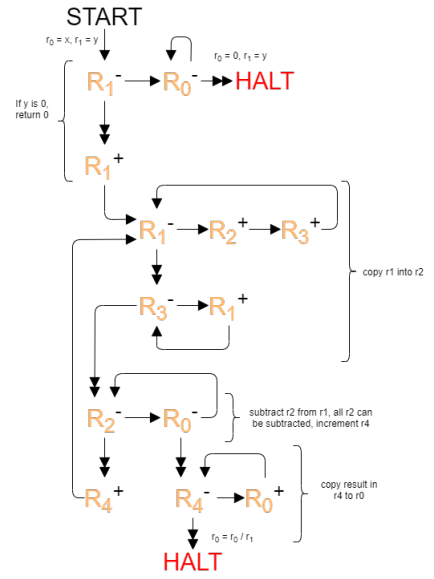 START
r0 = x, r1 = y
r0 = 0, r1 = y
R1- R0- HALT
If y is 0,
return 0
R1+
R1- R2+ R3+
copy r1 into r2
R3- R1+
R2- R0-
subtract r2 from r1, all r2 can
be subtracted, increment r4
R4+ R4- R0+
copy result in
r4 to r0
r0 = r0 / r1
HALT